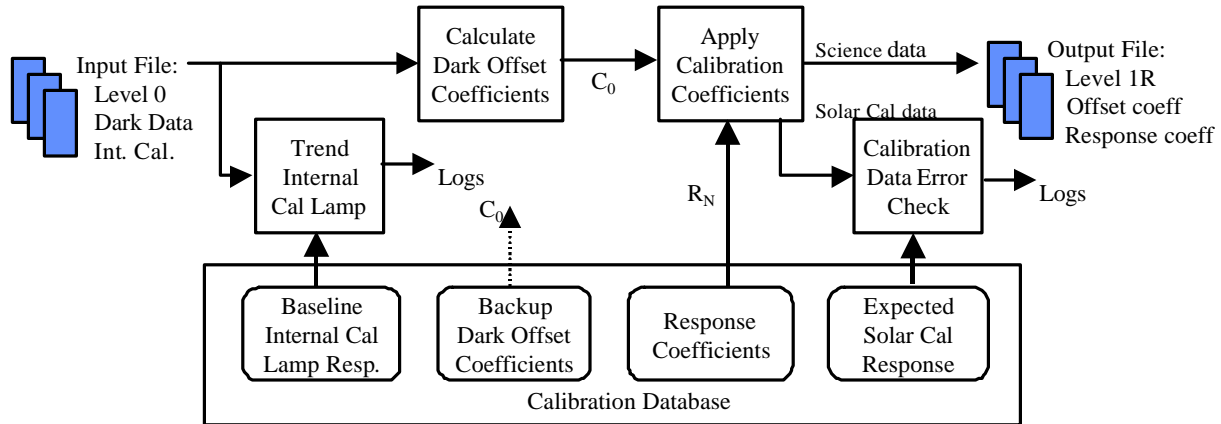 Input File:
Level 0
Dark Data
Int. Cal.
Calculate
Dark Offset
Coefficients
C0
Apply
Calibration
Coefficients
Science data
Solar Cal data
Output File:
Level 1R
Offset coeff
Response coeff
Trend
Internal
Cal Lamp
Logs
C0
RN
Calibration
Data Error
Check
Logs
Baseline
Internal Cal
Lamp Resp.
Backup
Dark Offset
Coefficients
Response
Coefficients
Expected
Solar Cal
Response
Calibration Database